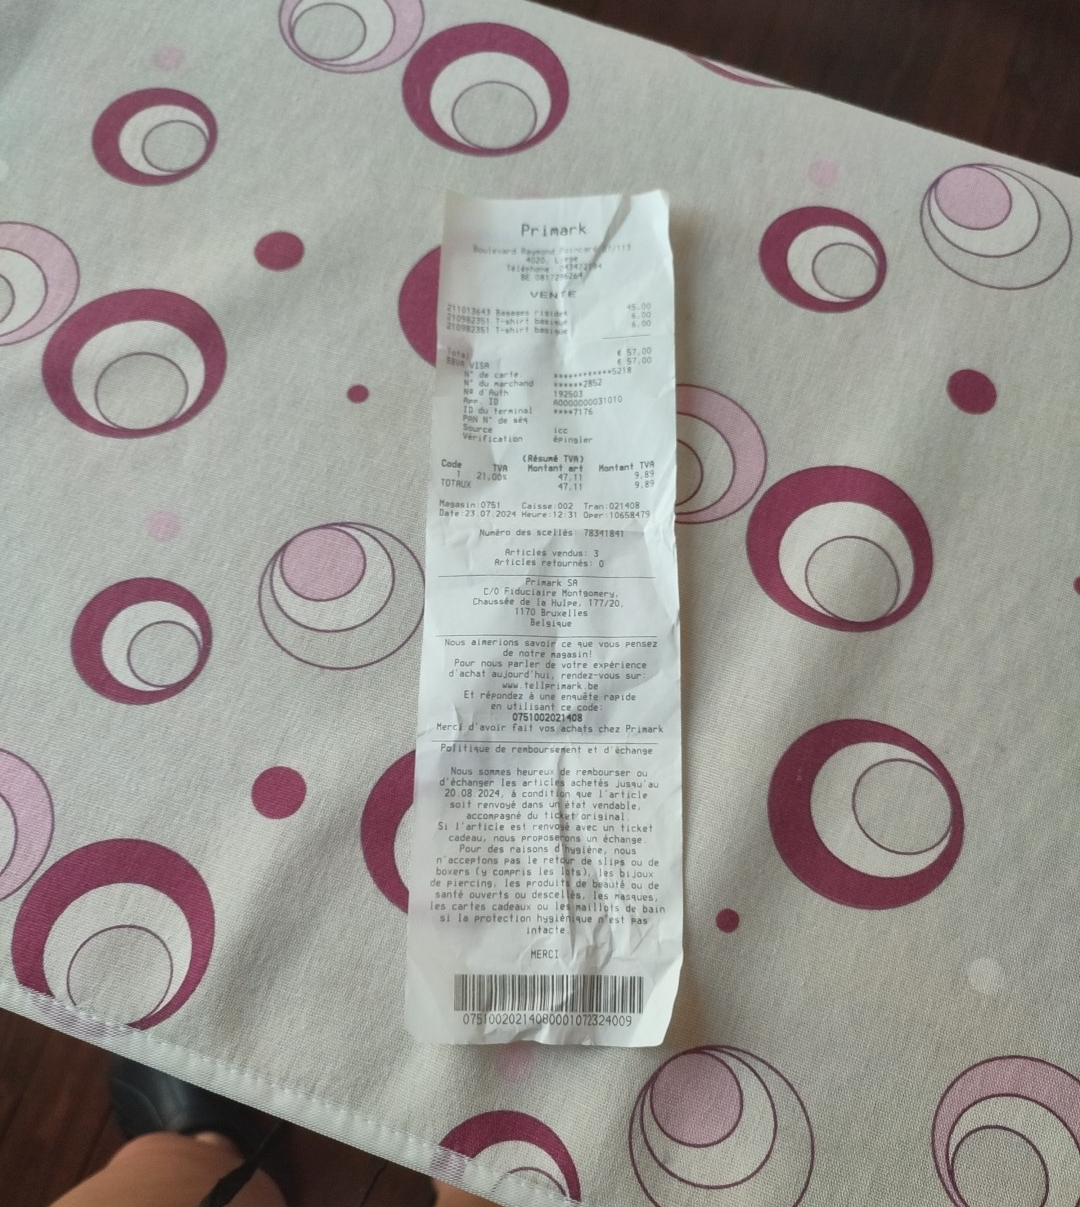 Primark
Boulevard Raymond Poincaré /113
4020, Liege
Téléphone:
VENTE
211013643 Bagages rigides 45.00
210982351 T-shirt basique 6.00
210982351 T-shirt basique 6.00
Total € 57,00
VISA € 57,00
N° de carte ************5218
N° du marchand ******2852
Nº d'Auth 192503
App. ID A0000000031010
ID du terminal ****7176
PAN N° de séq
Source icc
Vérification épingler
(Résumé TVA)
Code TVA Montant art Montant TVA
1 21,00% 47.11 9.89
TOTAUX 47.11 9.89
Magasin:0751 Caisse:002 Tran:021408
Date:23.07.2024 Heure:12:31 Oper:10658479
Numéro des scellés: 78341841
Articles vendus: 3
Articles retournés: 0
Primark SA
C/O Fiduciaire Montgomery,
Chaussée de la Hulpe, 177/20,
1170 Bruxelles
Belgique
Nous aimerions savoir ce que vous pensez
de notre magasin!
Pour nous parler de votre expérience
d'achat aujourd'hui, rendez-vous sur:
www.tellprimark.be
Et répondez à une enquête rapide
en utilisant ce code:
0751002021408
Merci d'avoir fait vos achats chez Primark
Politique de remboursement et d'échange
Nous sommes heureux de rembourser ou
d'échanger les articles achetés jusqu'au
20.08.2024, à condition que l'article
soit renvoyé dans un état vendable,
accompagné du ticket original.
Si l'article est renvoyé avec un ticket
cadeau, nous proposerons un échange.
Pour des raisons d'hygiène, nous
n'acceptons pas le retour de slips ou de
boxers (y compris les lots), les bijoux
de piercing, les produits de beauté ou de
santé ouverts ou descellés, les masques,
les cartes cadeaux ou les maillots de bain
si la protection hygiénique n'est pas
intacte.
MERCI
0751002021408000107​2324009